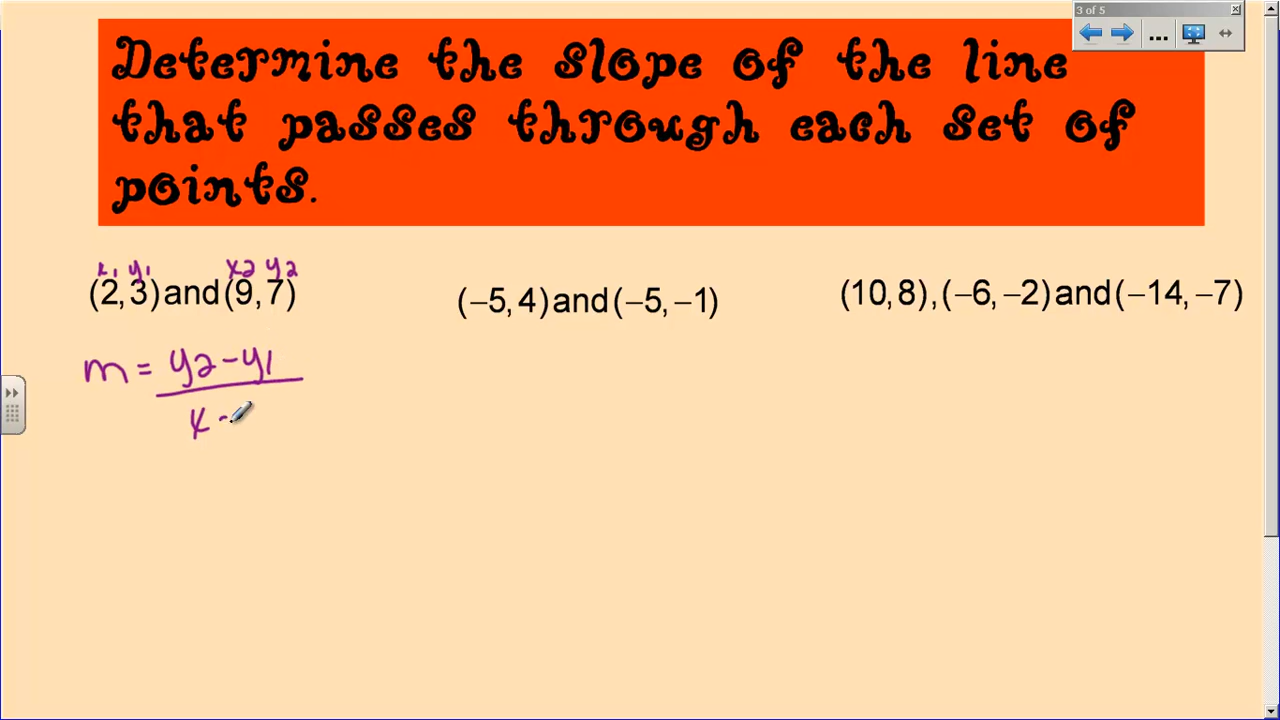 3 of 5
Determine the slope of the line
that passes through each set of
points.
x1 y1 x2 y2
(2, 3) and (9, 7)
(−5, 4) and (−5, −1)
(10, 8), (−6, −2) and (−14, −7)
m = y2 - y1
x -